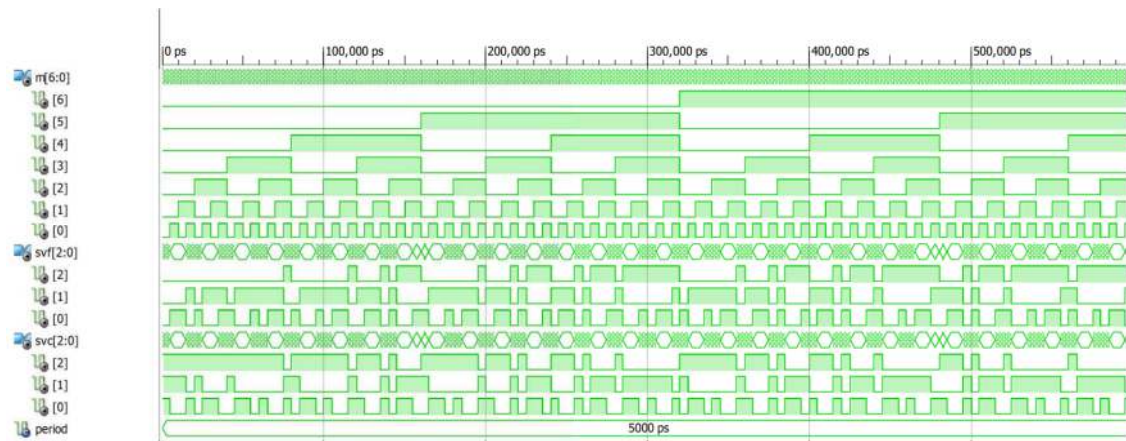 0 ps 100,000 ps 200,000 ps 300,000 ps 400,000 ps 500,000 ps
m[6:0]
[6]
[5]
[4]
[3]
[2]
[1]
[0]
svf[2:0]
[2]
[1]
[0]
svc[2:0]
[2]
[1]
[0]
period 5000 ps